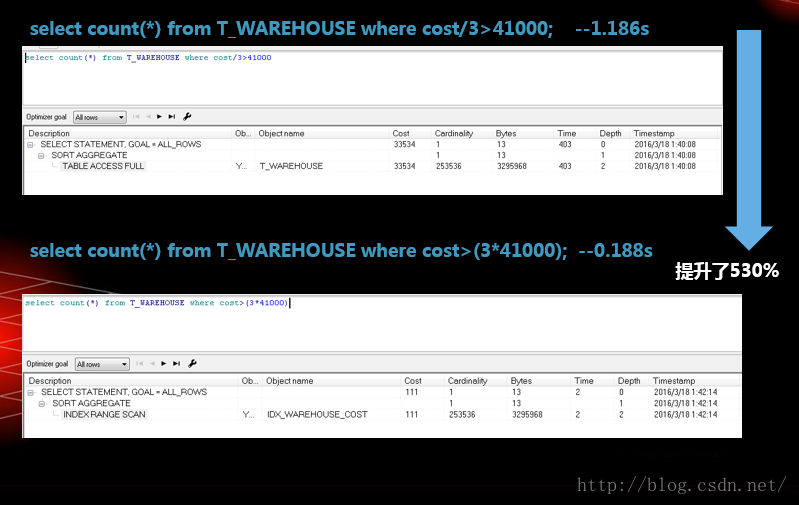 select count(*) from T_WAREHOUSE where cost/3>41000; --1.186s
select count(*) from T_WAREHOUSE where cost/3>41000
Optimizer goal All rows
Description Ob... Object name Cost Cardinality Bytes Time Depth Timestamp
SELECT STATEMENT, GOAL = ALL_ROWS 33534 1 13 403 0 2016/3/18 1:40:08
SORT AGGREGATE 1 13 1 2016/3/18 1:40:08
TABLE ACCESS FULL Y... T_WAREHOUSE 33534 253536 3295968 403 2 2016/3/18 1:40:08
select count(*) from T_WAREHOUSE where cost>(3*41000); --0.188s
提升了530%
select count(*) from T_WAREHOUSE where cost>(3*41000)
Optimizer goal All rows
Description Ob... Object name Cost Cardinality Bytes Time Depth Timestamp
SELECT STATEMENT, GOAL = ALL_ROWS 111 1 13 2 0 2016/3/18 1:42:14
SORT AGGREGATE 1 13 1 2016/3/18 1:42:14
INDEX RANGE SCAN Y... IDX_WAREHOUSE_COST 111 253536 3295968 2 2 2016/3/18 1:42:14
http://blog.csdn.net/